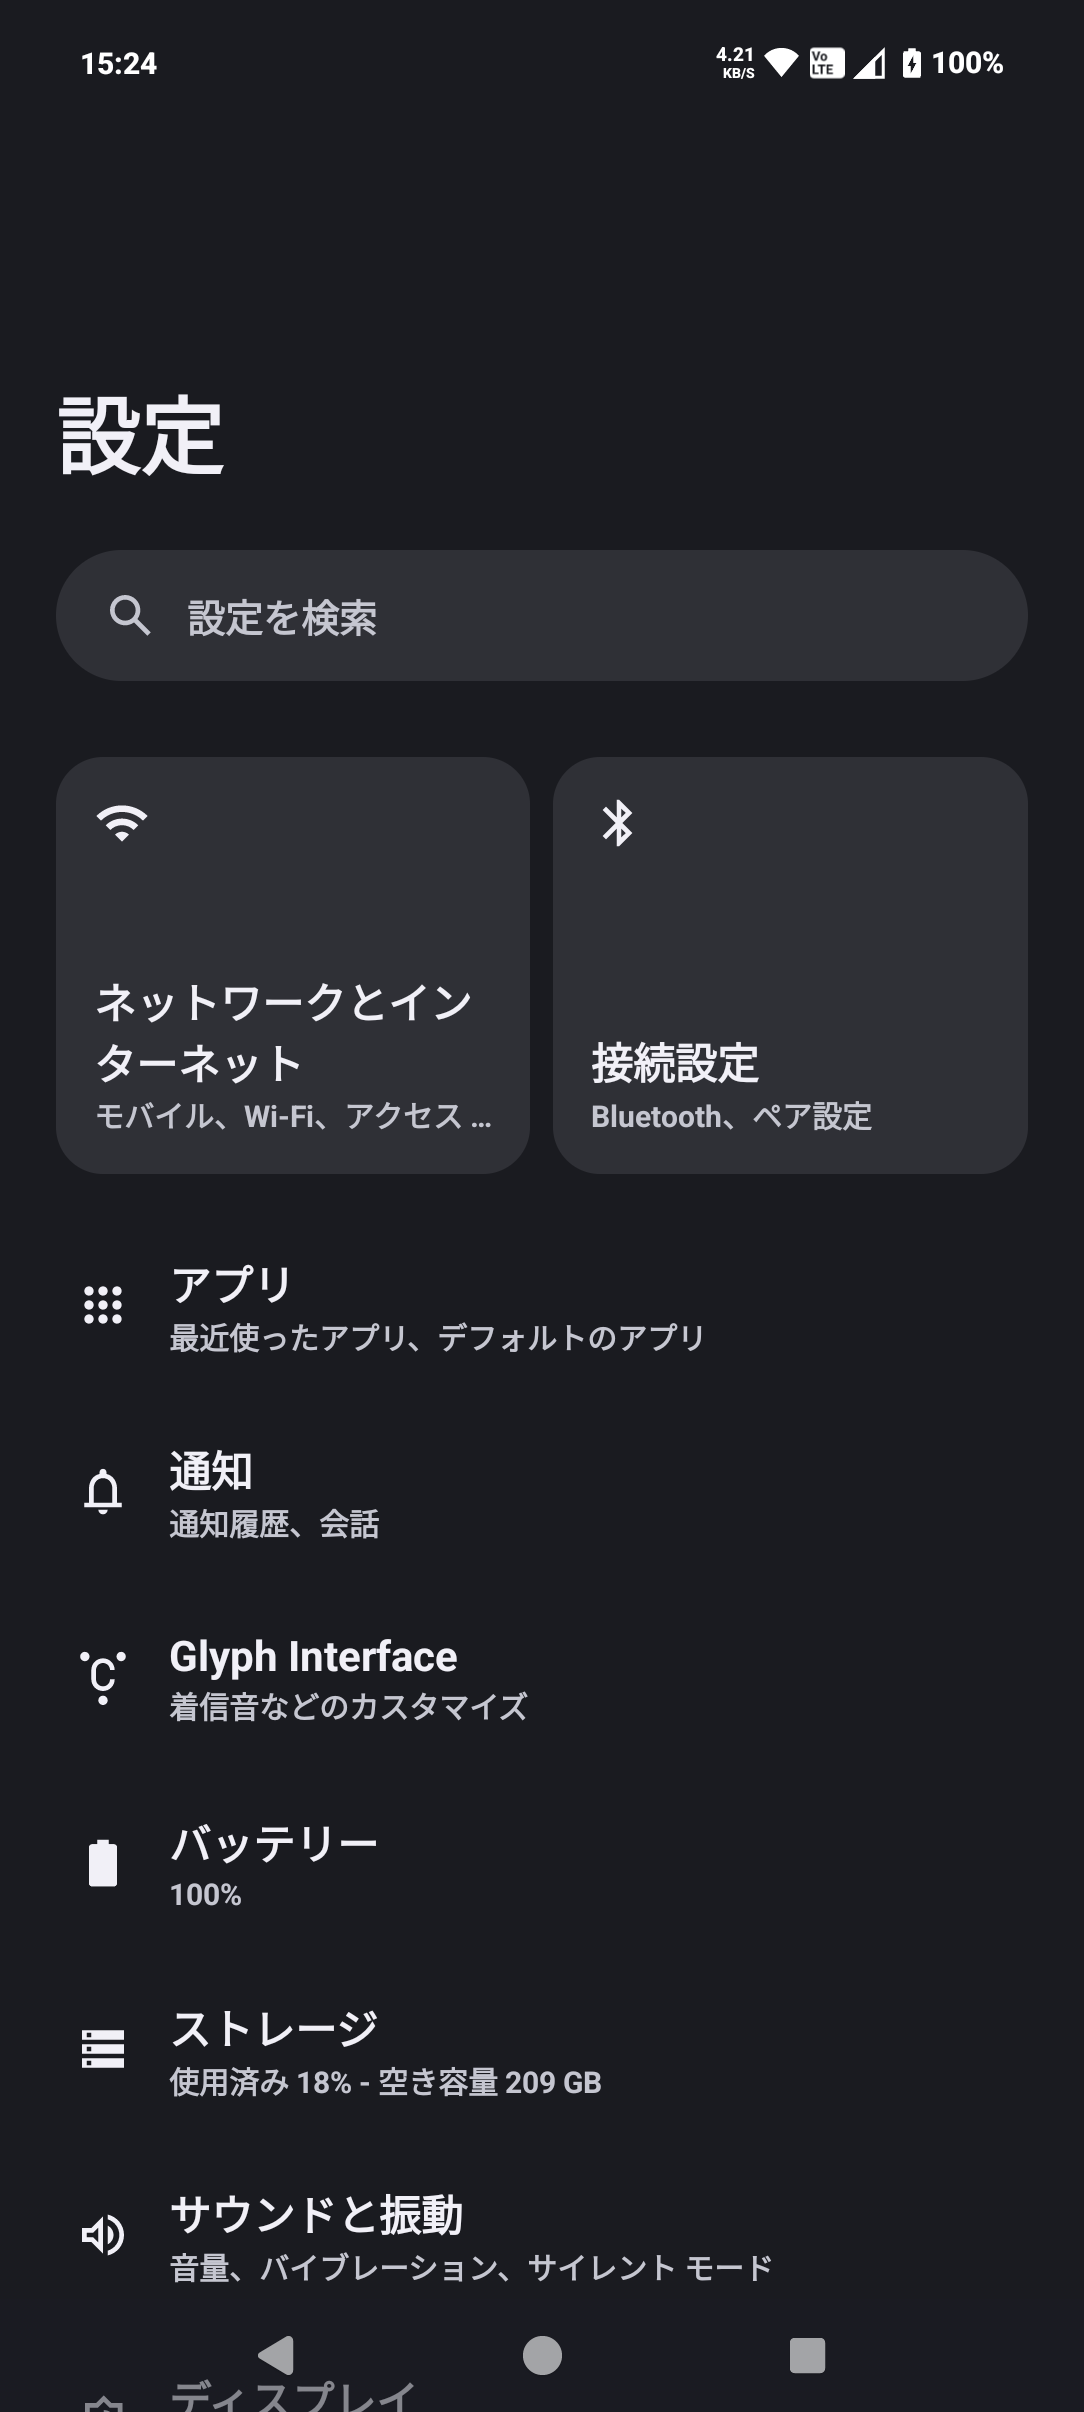 15:24
4.21
KB/S
Vo
LTE
100%
設定
設定を検索
ネットワークとイン
ターネット
モバイル、Wi-Fi、アクセス ...
接続設定
Bluetooth、ペア設定
アプリ
最近使ったアプリ、デフォルトのアプリ
通知
通知履歴、会話
Glyph Interface
着信音などのカスタマイズ
バッテリー
100%
ストレージ
使用済み 18% - 空き容量 209 GB
サウンドと振動
音量、バイブレーション、サイレント モード
ディスプレイ